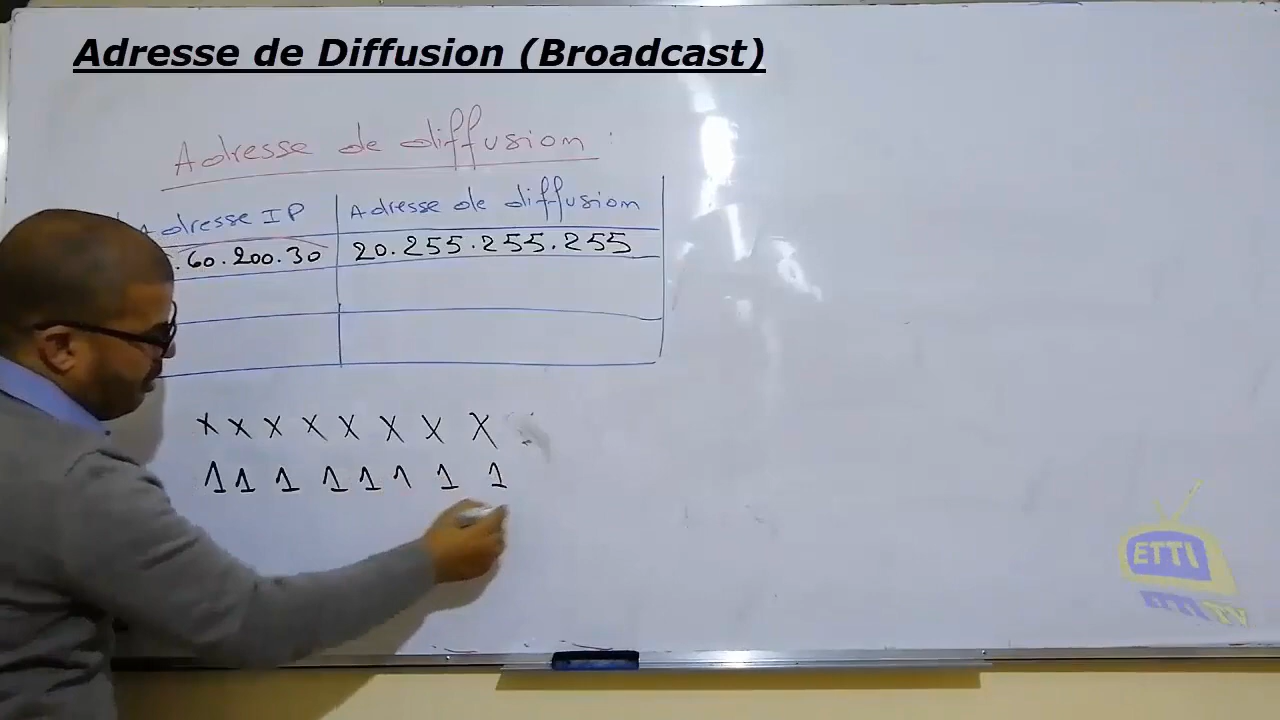 Adresse de Diffusion (Broadcast)
Adresse de diffusion :
Adresse IP Adresse de diffusion
.60.200.30 20.255.255.255
x x x x x x x x
1 1 1 1 1 1 1 1
ETTI
ETTI TV